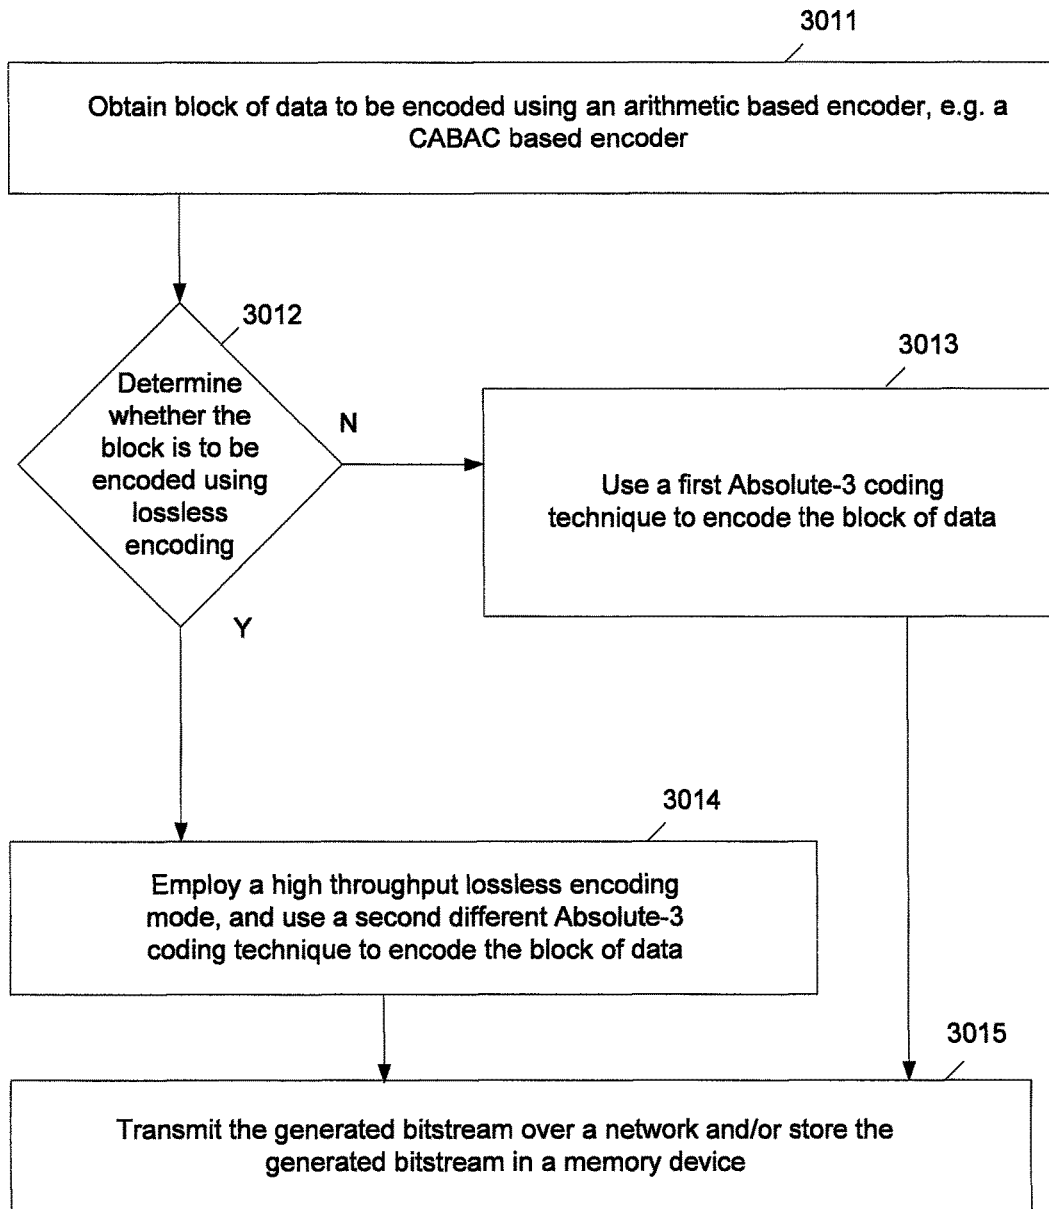 3011
Obtain block of data to be encoded using an arithmetic based encoder, e.g. a
CABAC based encoder
3012
Determine
whether the
block is to be
encoded using
lossless
encoding
N
Y
3013
Use a first Absolute-3 coding
technique to encode the block of data
3014
Employ a high throughput lossless encoding
mode, and use a second different Absolute-3
coding technique to encode the block of data
3015
Transmit the generated bitstream over a network and/or store the
generated bitstream in a memory device